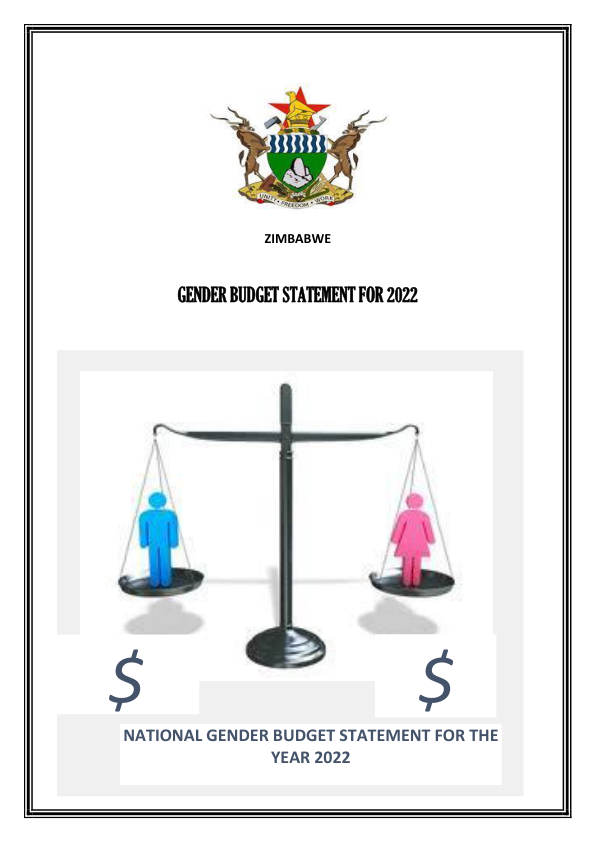 UNITY • FREEDOM • WORK
ZIMBABWE
GENDER BUDGET STATEMENT FOR 2022
$ $
NATIONAL GENDER BUDGET STATEMENT FOR THE
YEAR 2022